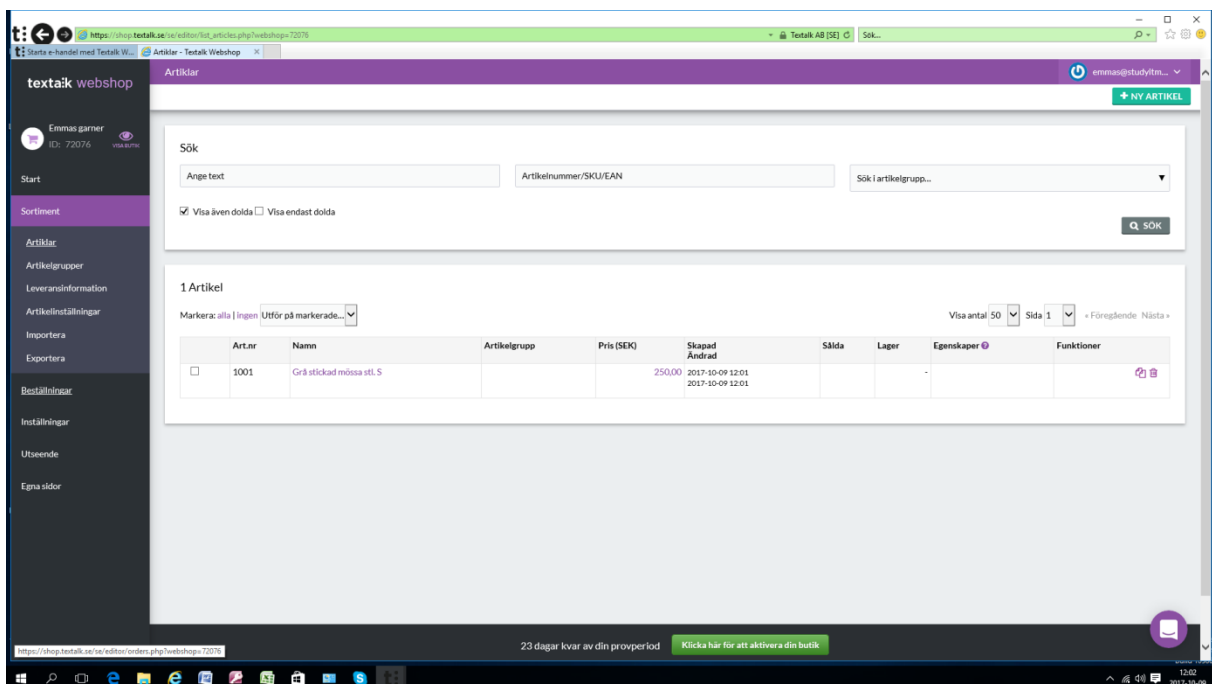 https://shop.textalk.se/se/editor/list_articles.php?webshop=72076
Textalk AB [SE]
Sök...
Starta e-handel med Textalk W...
Artiklar - Textalk Webshop
textalk webshop
Artiklar
emmas@studyitm...
+ NY ARTIKEL
Emmas garner
ID: 72076
VISA BUTIK
Start
Sortiment
Artiklar
Artikelgrupper
Leveransinformation
Artikelinställningar
Importera
Exportera
Beställningar
Inställningar
Utseende
Egna sidor
Sök
Ange text
Artikelnummer/SKU/EAN
Sök i artikelgrupp...
Visa även dolda Visa endast dolda
SÖK
1 Artikel
Markera: alla | ingen Utför på markerade...
Visa antal 50 Sida 1 « Föregående Nästa »
Art.nr Namn Artikelgrupp Pris (SEK) Skapad Sålda Lager Egenskaper Funktioner
Ändrad
1001 Grå stickad mössa stl. S 250,00 2017-10-09 12:01 -
2017-10-09 12:01
23 dagar kvar av din provperiod
Klicka här för att aktivera din butik
https://shop.textalk.se/se/editor/orders.php?webshop=72076
12:02
2017-10-09